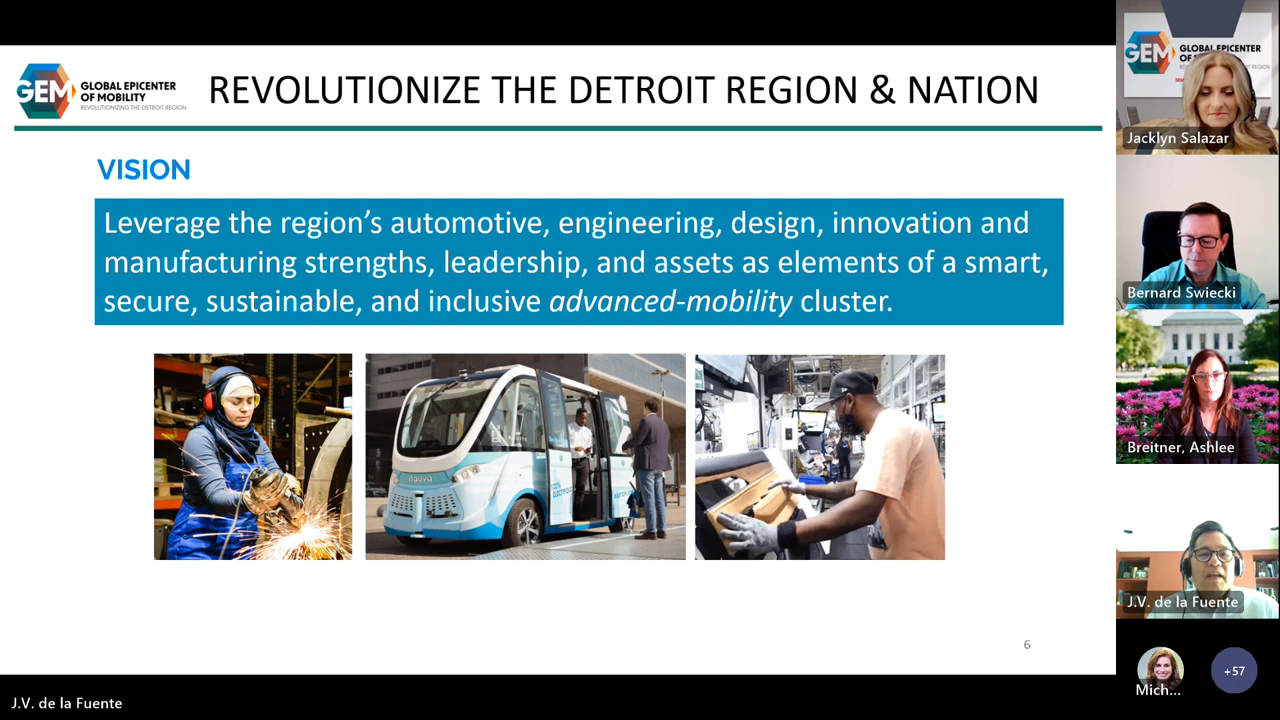 GEM
GLOBAL EPICENTER
OF MOBILITY
REVOLUTIONIZING THE DETROIT REGION
REVOLUTIONIZE THE DETROIT REGION & NATION
VISION
Leverage the region's automotive, engineering, design, innovation and
manufacturing strengths, leadership, and assets as elements of a smart,
secure, sustainable, and inclusive advanced-mobility cluster.
navya
6
J.V. de la Fuente
GEM
GLOBAL EPICENTER
Jacklyn Salazar
Bernard Swiecki
Breitner, Ashlee
J.V. de la Fuente
Mich...
+57